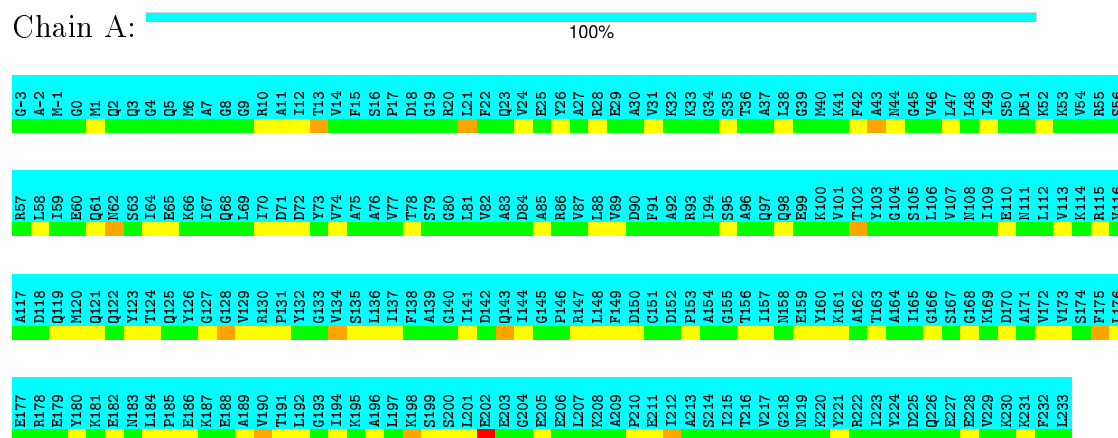 Chain A:
100%
G-3 A-2 M-1 G0 M1 Q2 Q3 G4 Q5 M6 A7 G8 G9 R10 A11 I12 T13 V14 F15 S16 P17 D18 G19 R20 L21 F22 Q23 V24 E25 Y26 A27 R28 E29 A30 V31 K32 K33 G34 S35 T36 A37 L38 G39 M40 K41 F42 A43 N44 G45 V46 L47 L48 I49 S50 D51 K52 K53 V54 R55 S56
R57 L58 I59 E60 Q61 N62 S63 I64 E65 K66 I67 Q68 L69 I70 D71 D72 Y73 V74 A75 A76 V77 T78 S79 G80 L81 V82 A83 D84 A85 R86 V87 L88 V89 D90 F91 A92 R93 I94 S95 A96 Q97 Q98 E99 K100 V101 T102 Y103 G104 S105 L106 V107 N108 I109 E110 N111 L112 V113 K114 R115 V116
A117 D118 Q119 M120 Q121 Q122 Y123 T124 Q125 Y126 G127 G128 V129 R130 P131 Y132 G133 V134 S135 L136 I137 F138 A139 G140 I141 D142 Q143 I144 G145 P146 R147 L148 F149 D150 C151 D152 P153 A154 G155 T156 I157 N158 E159 Y160 K161 A162 T163 A164 I165 G166 S167 G168 K169 D170 A171 V172 V173 S174 F175 L176
E177 R178 E179 Y180 K181 E182 N183 L184 P185 E186 K187 E188 A189 V190 T191 L192 G193 I194 K195 A196 L197 K198 S199 S200 L201 E202 E203 G204 E205 E206 L207 K208 A209 P210 E211 I212 A213 S214 I215 T216 V217 G218 N219 K220 Y221 R222 I223 Y224 D225 Q226 E227 E228 V229 K230 K231 F232 L233